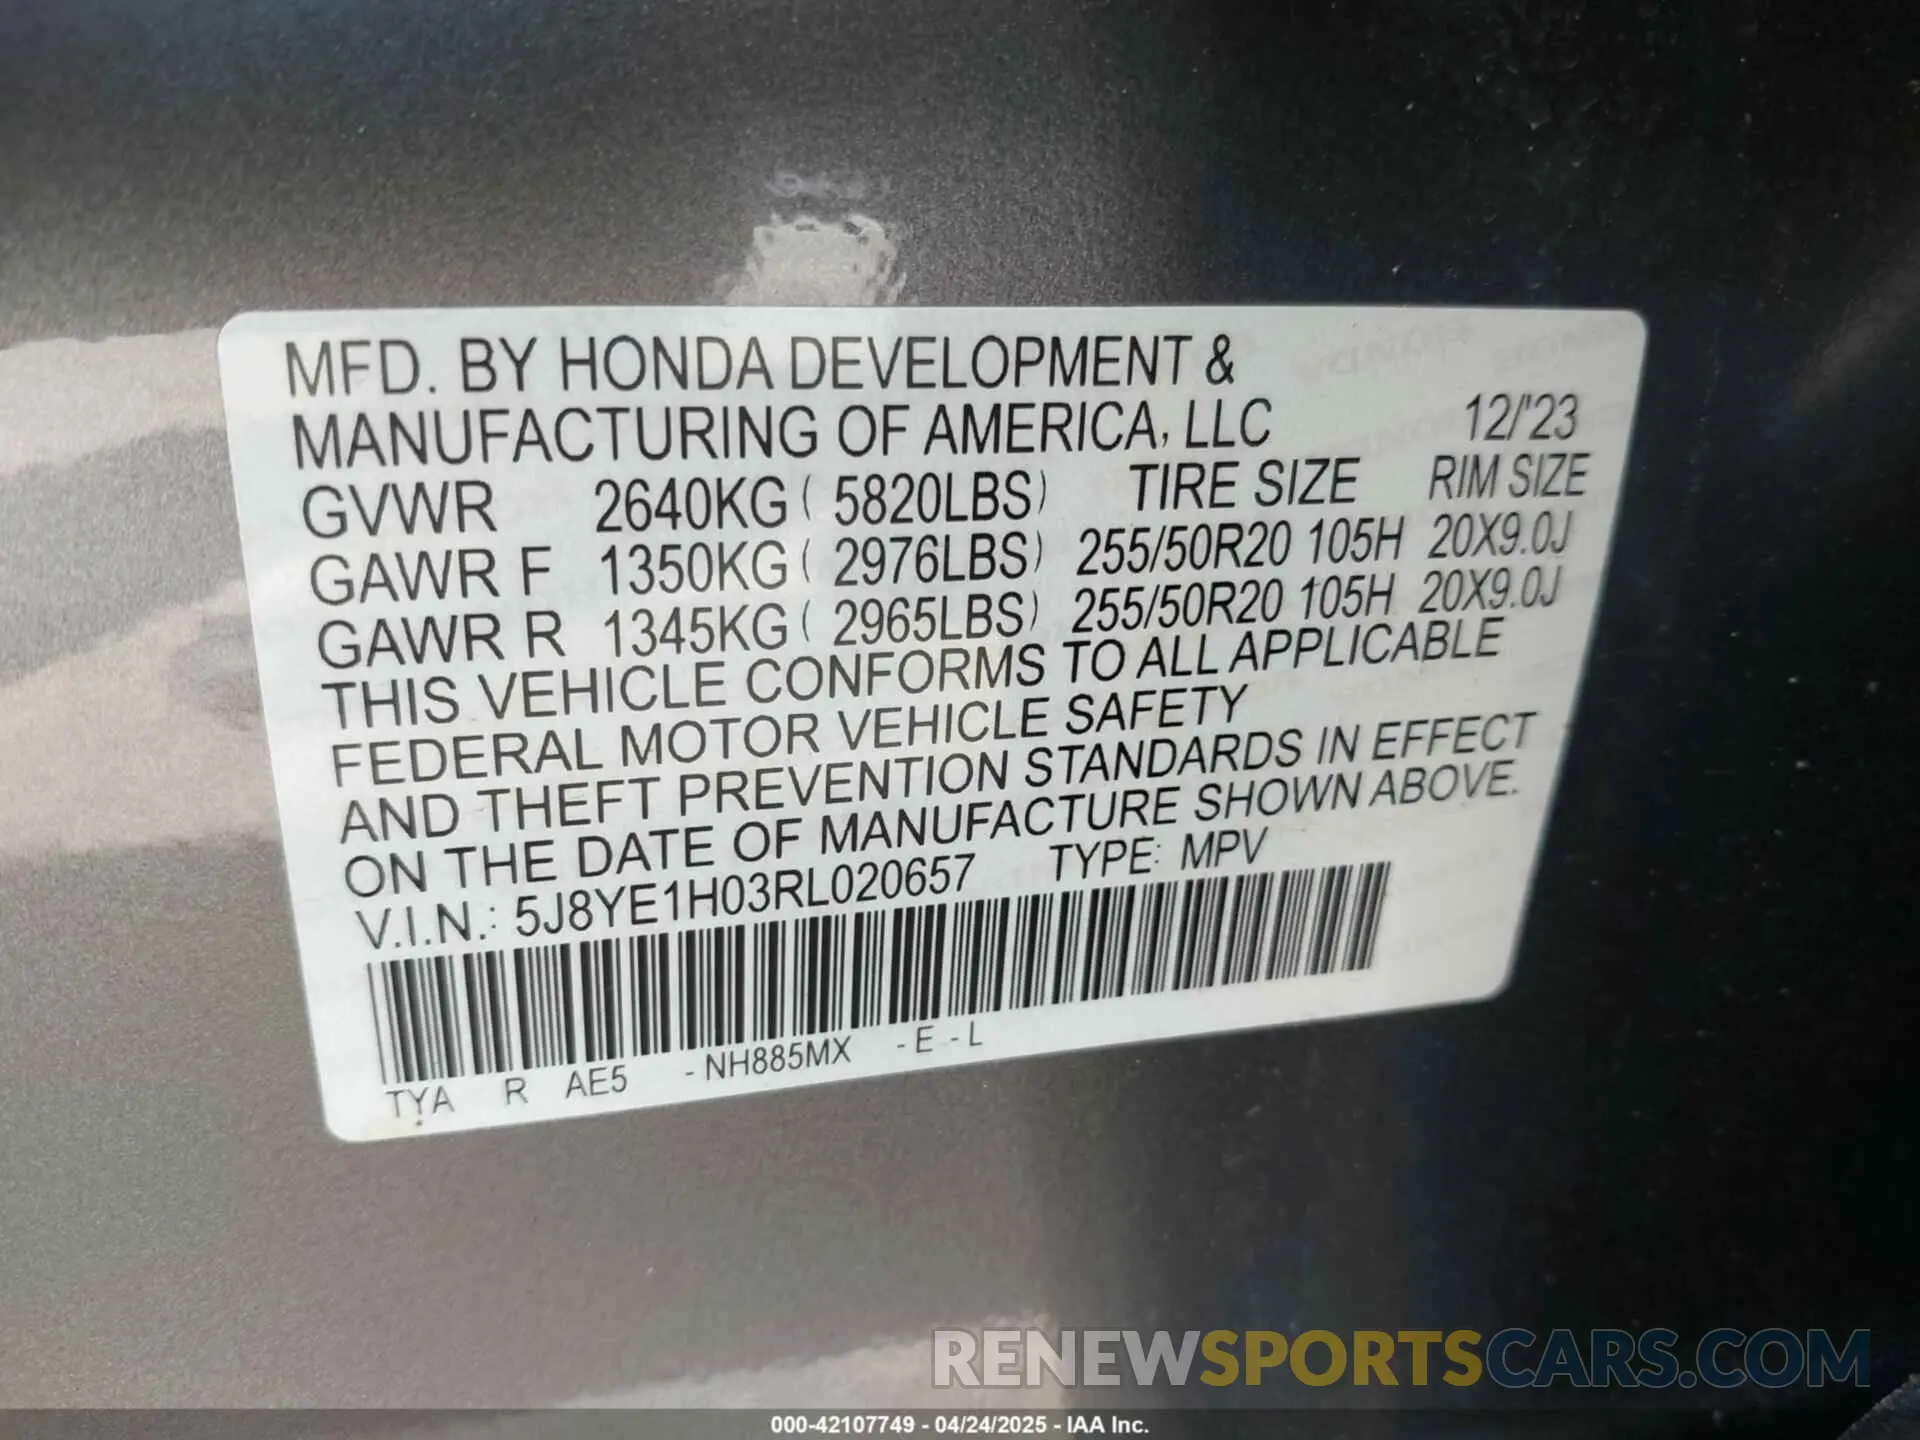 MFD. BY HONDA DEVELOPMENT &
MANUFACTURING OF AMERICA, LLC 12/'23
GVWR 2640KG ( 5820LBS) TIRE SIZE RIM SIZE
GAWR F 1350KG ( 2976LBS) 255/50R20 105H 20X9.0J
GAWR R 1345KG ( 2965LBS) 255/50R20 105H 20X9.0J
THIS VEHICLE CONFORMS TO ALL APPLICABLE
FEDERAL MOTOR VEHICLE SAFETY
AND THEFT PREVENTION STANDARDS IN EFFECT
ON THE DATE OF MANUFACTURE SHOWN ABOVE.
V.I.N.: 5J8YE1H03RL020657 TYPE: MPV
TYA R AE5 -NH885MX -E-L
RENEWSPORTSCARS.COM
000-42107749 - 04/24/2025 - IAA Inc.